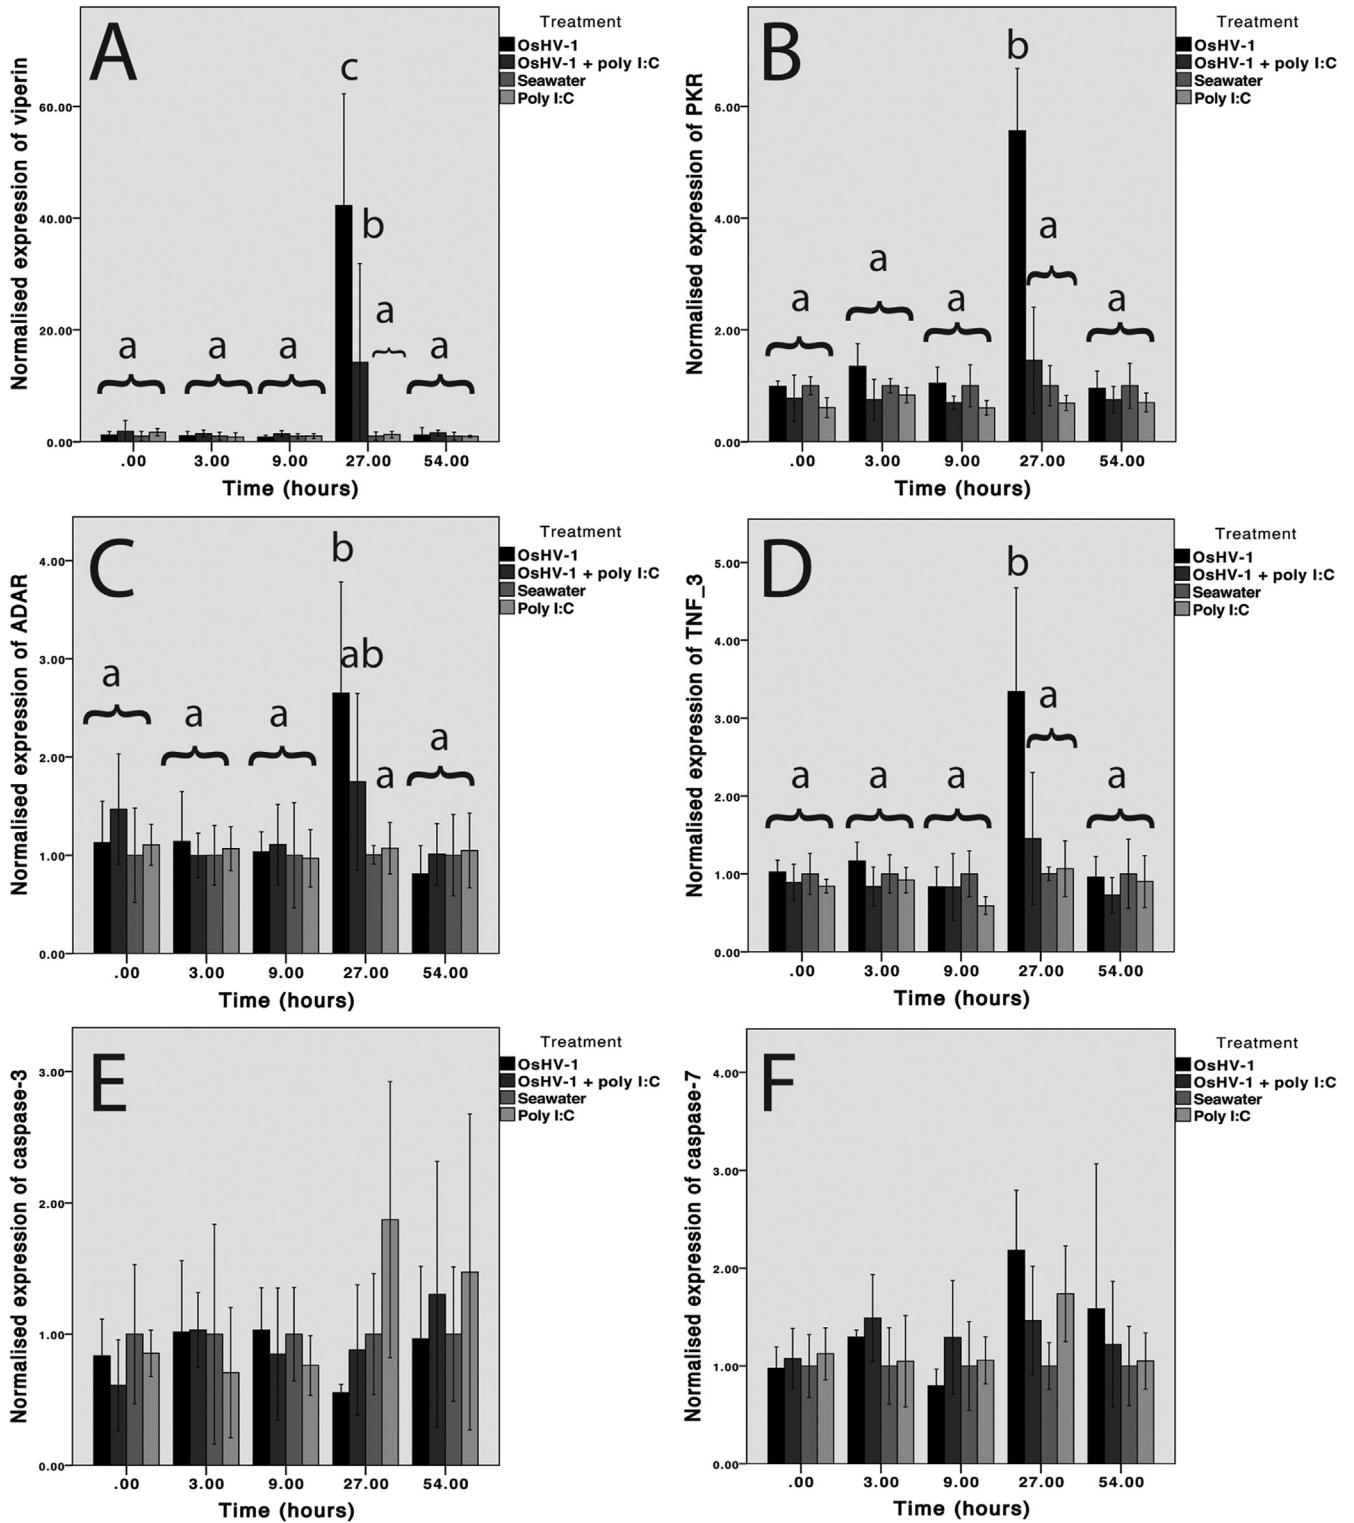 A
Normalised expression of viperin
60.00
40.00
20.00
0.00
a a a c b a a
.00 3.00 9.00 27.00 54.00
Time (hours)
Treatment
OsHV-1
OsHV-1 + poly I:C
Seawater
Poly I:C
B
Normalised expression of PKR
6.00
4.00
2.00
0.00
a a a b a a
.00 3.00 9.00 27.00 54.00
Time (hours)
Treatment
OsHV-1
OsHV-1 + poly I:C
Seawater
Poly I:C
C
Normalised expression of ADAR
4.00
3.00
2.00
1.00
0.00
a a a b ab a a
.00 3.00 9.00 27.00 54.00
Time (hours)
Treatment
OsHV-1
OsHV-1 + poly I:C
Seawater
Poly I:C
D
Normalised expression of TNF_3
5.00
4.00
3.00
2.00
1.00
0.00
a a a b a a
.00 3.00 9.00 27.00 54.00
Time (hours)
Treatment
OsHV-1
OsHV-1 + poly I:C
Seawater
Poly I:C
E
Normalised expression of caspase-3
3.00
2.00
1.00
0.00
.00 3.00 9.00 27.00 54.00
Time (hours)
Treatment
OsHV-1
OsHV-1 + poly I:C
Seawater
Poly I:C
F
Normalised expression of caspase-7
4.00
3.00
2.00
1.00
0.00
.00 3.00 9.00 27.00 54.00
Time (hours)
Treatment
OsHV-1
OsHV-1 + poly I:C
Seawater
Poly I:C